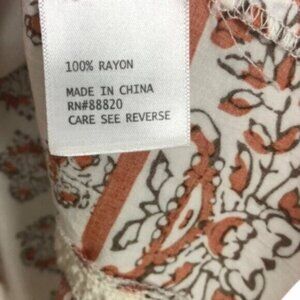 100% RAYON
MADE IN CHINA
RN#88820
CARE SEE REVERSE